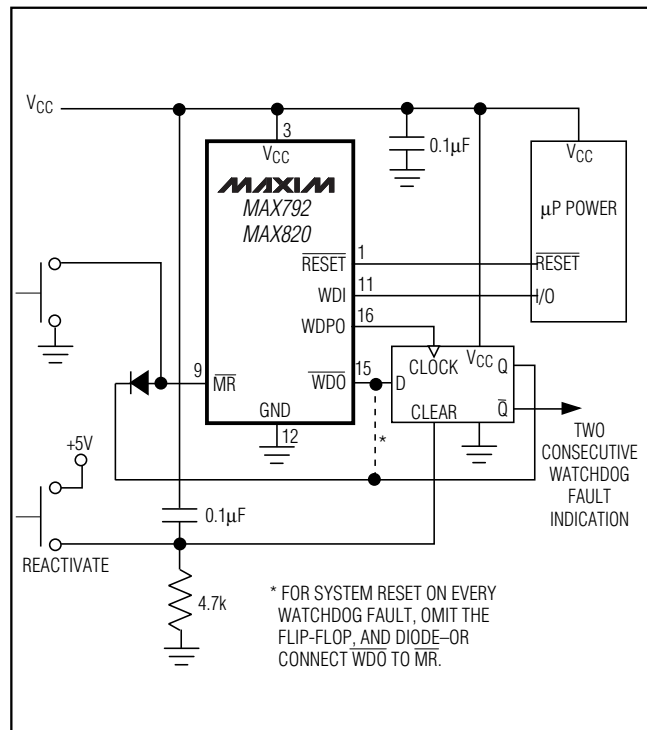 VCC
3
VCC
0.1µF
VCC
MAXIM
MAX792
MAX820
µP POWER
RESET
1
RESET
WDI
11
I/O
WDPO
16
9
MR
WDO
15
D
CLOCK
VCC
Q
CLEAR
Q
GND
12
*
TWO
CONSECUTIVE
WATCHDOG
FAULT
INDICATION
+5V
0.1µF
REACTIVATE
4.7k
* FOR SYSTEM RESET ON EVERY
WATCHDOG FAULT, OMIT THE
FLIP-FLOP, AND DIODE–OR
CONNECT WDO TO MR.